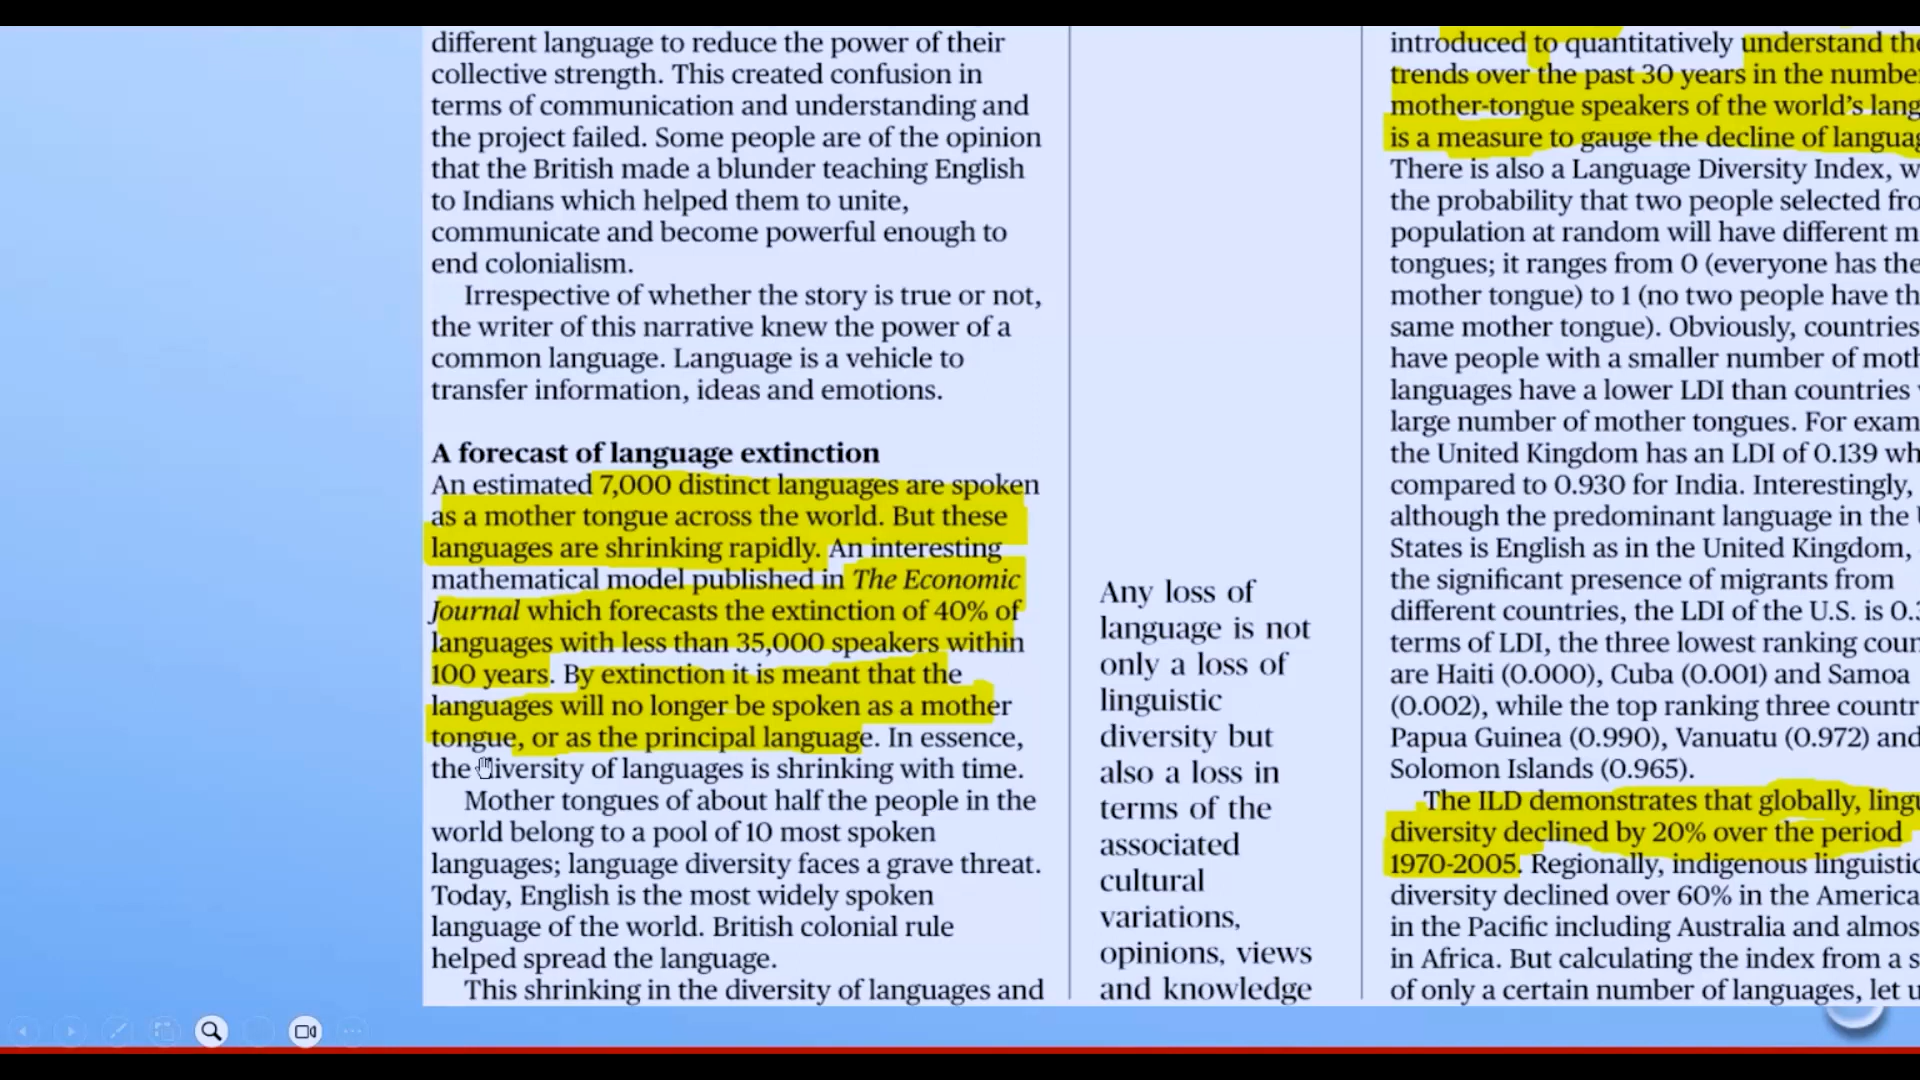 different language to reduce the power of their
collective strength. This created confusion in
terms of communication and understanding and
the project failed. Some people are of the opinion
that the British made a blunder teaching English
to Indians which helped them to unite,
communicate and become powerful enough to
end colonialism.
Irrespective of whether the story is true or not,
the writer of this narrative knew the power of a
common language. Language is a vehicle to
transfer information, ideas and emotions.
A forecast of language extinction
An estimated 7,000 distinct languages are spoken
as a mother tongue across the world. But these
languages are shrinking rapidly. An interesting
mathematical model published in The Economic
Journal which forecasts the extinction of 40% of
languages with less than 35,000 speakers within
100 years. By extinction it is meant that the
languages will no longer be spoken as a mother
tongue, or as the principal language. In essence,
the diversity of languages is shrinking with time.
Mother tongues of about half the people in the
world belong to a pool of 10 most spoken
languages; language diversity faces a grave threat.
Today, English is the most widely spoken
language of the world. British colonial rule
helped spread the language.
This shrinking in the diversity of languages and
Any loss of
language is not
only a loss of
linguistic
diversity but
also a loss in
terms of the
associated
cultural
variations,
opinions, views
and knowledge
introduced to quantitatively understand the
trends over the past 30 years in the number
mother-tongue speakers of the world's lang
is a measure to gauge the decline of languag
There is also a Language Diversity Index, w
the probability that two people selected fro
population at random will have different m
tongues; it ranges from 0 (everyone has the
mother tongue) to 1 (no two people have th
same mother tongue). Obviously, countries
have people with a smaller number of moth
languages have a lower LDI than countries
large number of mother tongues. For exam
the United Kingdom has an LDI of 0.139 wh
compared to 0.930 for India. Interestingly,
although the predominant language in the U
States is English as in the United Kingdom,
the significant presence of migrants from
different countries, the LDI of the U.S. is 0.3
terms of LDI, the three lowest ranking coun
are Haiti (0.000), Cuba (0.001) and Samoa
(0.002), while the top ranking three countr
Papua Guinea (0.990), Vanuatu (0.972) and
Solomon Islands (0.965).
The ILD demonstrates that globally, lingu
diversity declined by 20% over the period
1970-2005. Regionally, indigenous linguistic
diversity declined over 60% in the America
in the Pacific including Australia and almos
in Africa. But calculating the index from a s
of only a certain number of languages, let u